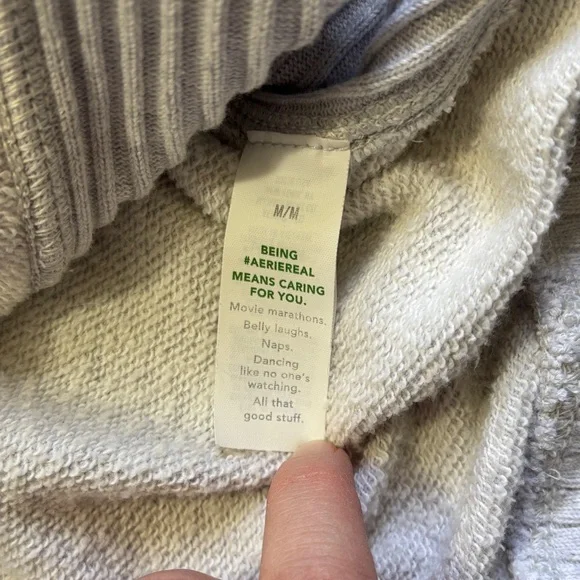 M/M
BEING
#AERIEREAL
MEANS CARING
FOR YOU.
Movie marathons.
Belly laughs.
Naps.
Dancing
like no one's
watching.
All that
good stuff.